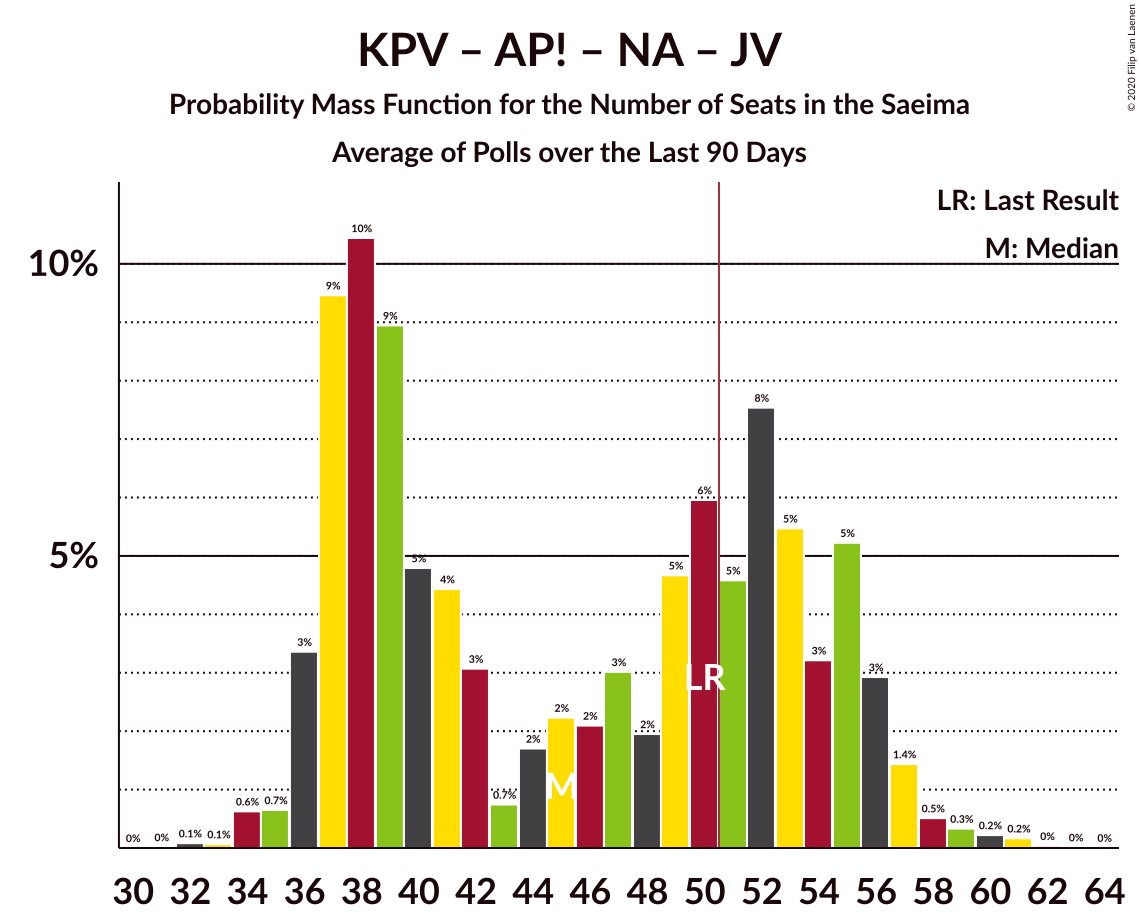 KPV – AP! – NA – JV
Probability Mass Function for the Number of Seats in the Saeima
Average of Polls over the Last 90 Days
© 2020 Filip van Laenen
LR: Last Result
M: Median
10%
5%
0% 0% 0.1% 0.1% 0.6% 0.7% 3% 9% 10% 9% 5% 4% 3% 0.7% 2% 2% 2% 3% 2% 5% 6% 5% 8% 5% 3% 5% 3% 1.4% 0.5% 0.3% 0.2% 0.2% 0% 0% 0%
LR
M
30 32 34 36 38 40 42 44 46 48 50 52 54 56 58 60 62 64